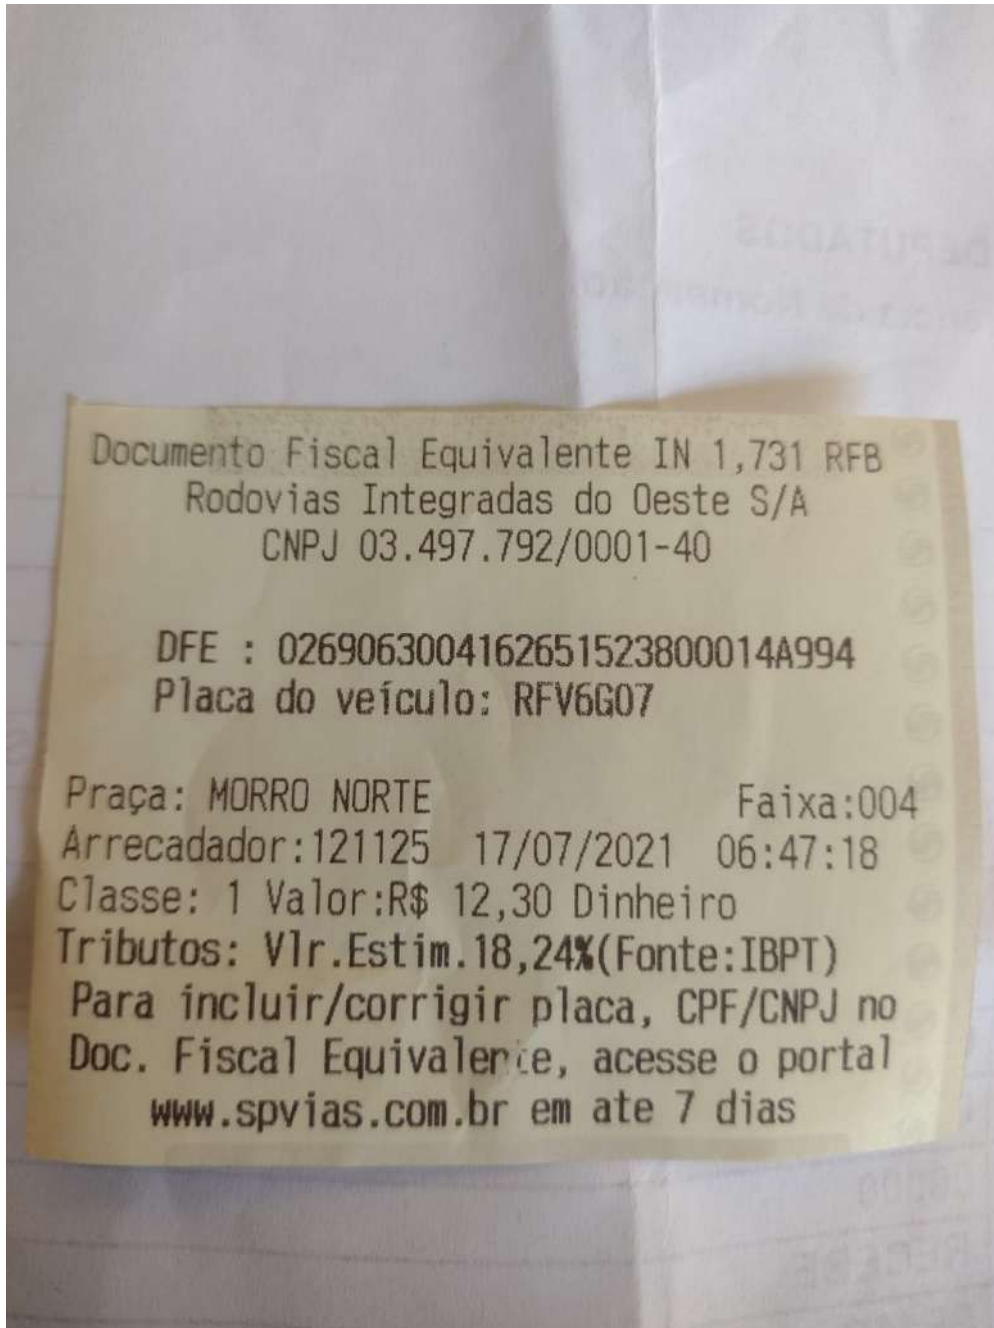 DEPUTADOS
Documento Fiscal Equivalente IN 1,731 RFB
Rodovias Integradas do Oeste S/A
CNPJ 03.497.792/0001-40
DFE : 0269063004162651523800014A994
Placa do veículo: RFV6G07
Praça: MORRO NORTE Faixa:004
Arrecadador:121125 17/07/2021 06:47:18
Classe: 1 Valor:R$ 12,30 Dinheiro
Tributos: Vlr.Estim.18,24%(Fonte:IBPT)
Para incluir/corrigir placa, CPF/CNPJ no
Doc. Fiscal Equivalente, acesse o portal
www.spvias.com.br em ate 7 dias